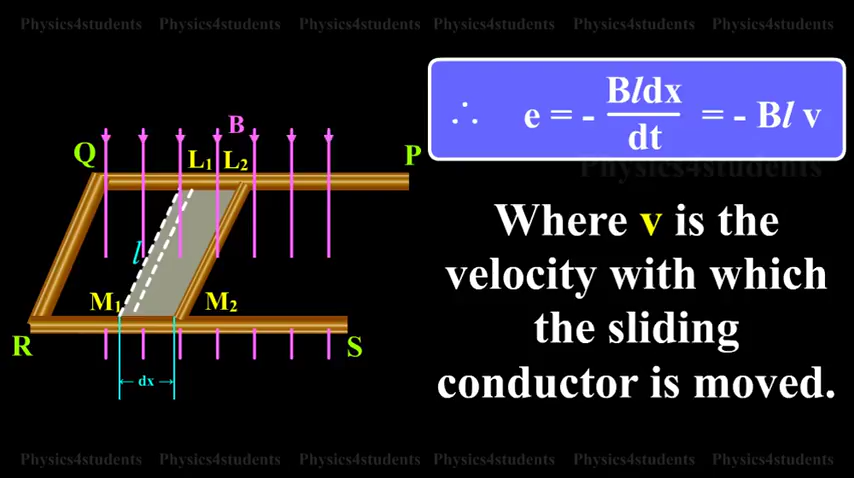 Physics4students Physics4students Physics4students Physics4students Physics4students Physics4students
∴ e = - Bldx/dt = - Bl v
Physics4students
B
Q L₁ L₂ P
l
M₁ M₂
R S
dx
Where v is the
velocity with which
the sliding
conductor is moved.
Physics4students Physics4students Physics4students Physics4students Physics4students Physics4students